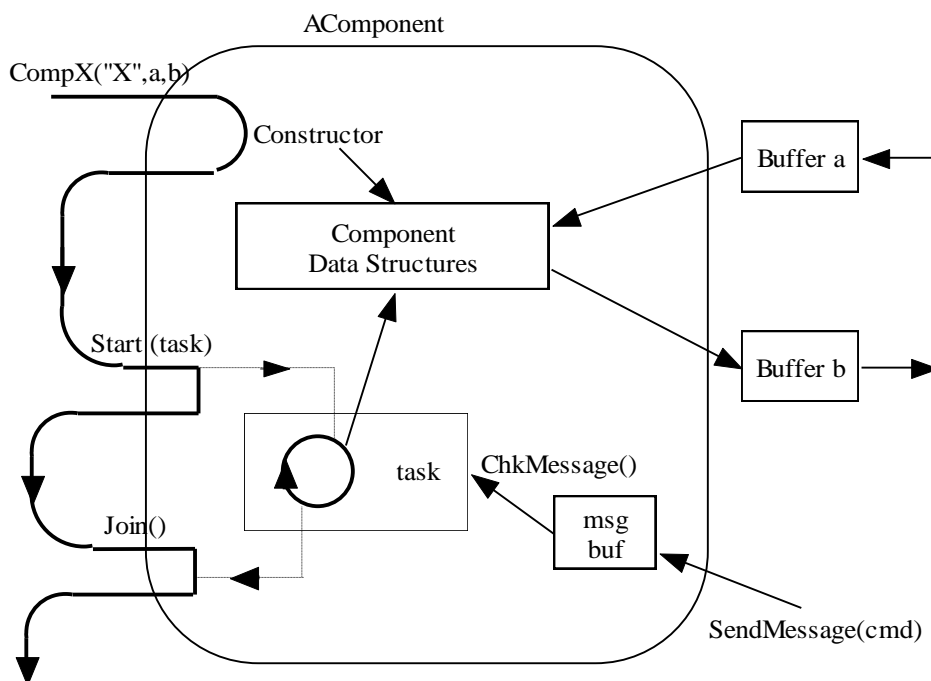 AComponent
CompX("X",a,b)
Constructor
Buffer a
Component
Data Structures
Start (task)
Buffer b
task
ChkMessage()
msg
buf
Join()
SendMessage(cmd)